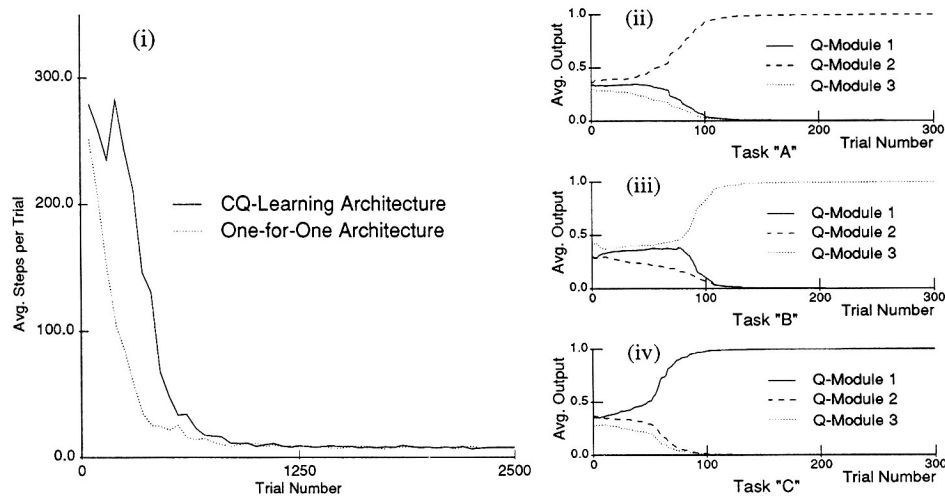 (i)
300.0
200.0
100.0
0.0
Avg. Steps per Trial
CQ-Learning Architecture
One-for-One Architecture
0
1250
2500
Trial Number
(ii)
1.0
0.5
0.0
Avg. Output
Q-Module 1
Q-Module 2
Q-Module 3
0
100
200
300
Task "A"
Trial Number
(iii)
1.0
0.5
0.0
Avg. Output
Q-Module 1
Q-Module 2
Q-Module 3
0
100
200
300
Task "B"
Trial Number
(iv)
1.0
0.5
0.0
Avg. Output
Q-Module 1
Q-Module 2
Q-Module 3
0
100
200
300
Task "C"
Trial Number